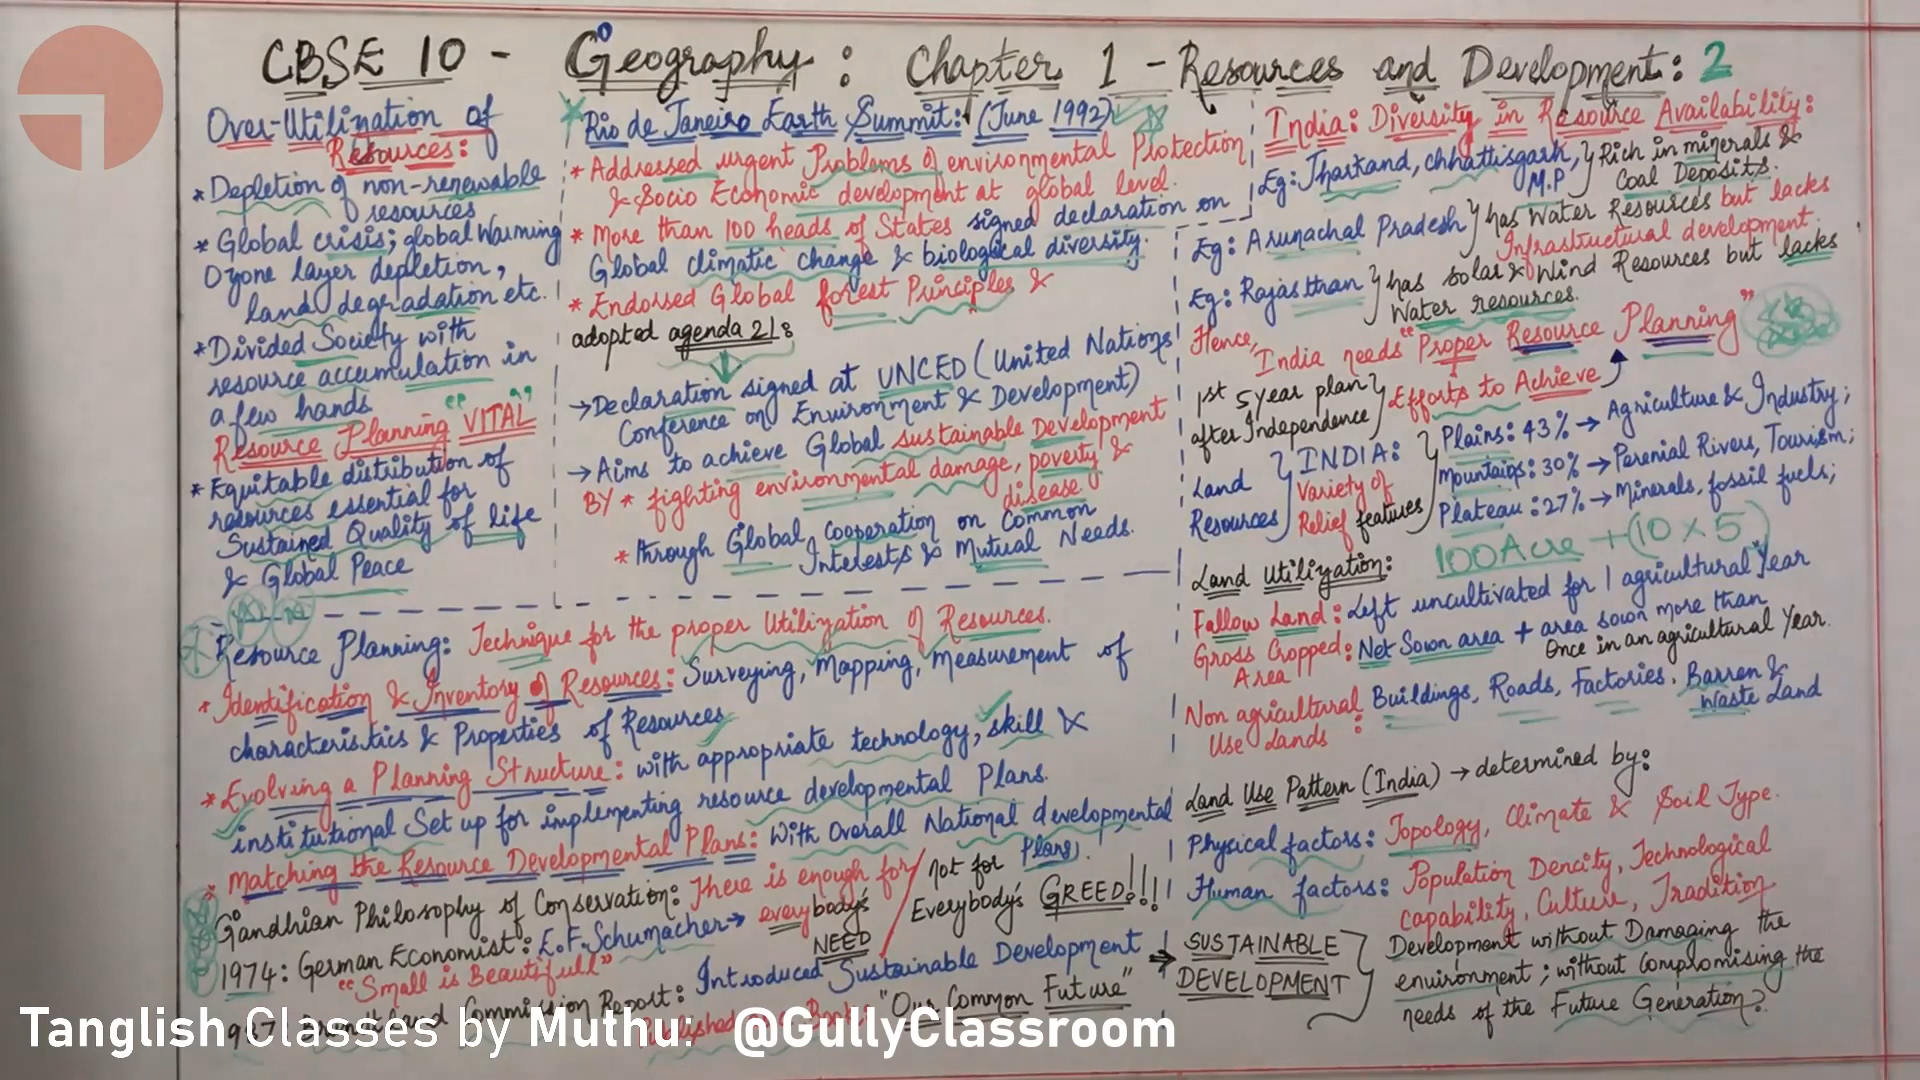 CBSE 10 - Geography : Chapter 1 - Resources and Development: 2
Over-Utilization of
Resources:
* Depletion of non-renewable
resources
* Global crisis; global Warming
Ozone layer depletion,
land degradation etc.
* Divided Society with
resource accumulation in
a few hands
Resource Planning "VITAL"
* Equitable distribution of
resources essential for
Sustained Quality of life
& Global Peace
Rio de Janeiro Earth Summit: (June 1992)
* Addressed urgent Problems of environmental Protection
& Socio Economic development at global level.
* More than 100 heads of States signed declaration on
Global climatic change & biological diversity.
* Endorsed Global forest Principles &
adopted agenda 21:
→ Declaration signed at UNCED (United Nations
Conference on Environment & Development)
→ Aims to achieve Global sustainable Development
BY * fighting environmental damage, poverty &
disease.
* through Global cooperation on Common
Interests & Mutual Needs.
India: Diversity in Resource Availability:
Eg: Jharkand, chhattisgarh, } Rich in minerals &
M.P Coal Deposits.
Eg: Arunachal Pradesh } has Water Resources but lacks
Infrastructural development.
Eg: Rajasthan } has solar & Wind Resources but lacks
Water resources.
Hence,
India needs "Proper Resource Planning"
1st 5 year plan } Efforts to Achieve
after Independence
Land
Resources
INDIA:
Variety of
Relief features
Plains: 43% → Agriculture & Industry;
Mountains: 30% → Perenial Rivers, Tourism;
Plateau: 27% → Minerals, fossil fuels;
100 Acre + (10 x 5)
Land Utilization:
Fallow Land: Left uncultivated for 1 agricultural Year
Gross Cropped: Net Sown area + area sown more than
Area Once in an agricultural Year.
Non agricultural Buildings, Roads, Factories. Barren &
Use Lands : Waste Land
Land Use Pattern (India) → determined by:
Physical factors: Topology, Climate & Soil Type.
Human factors: Population Dencity, Technological
capability, Culture, Tradition
SUSTAINABLE
DEVELOPMENT
Development without Damaging the
environment; without compromising the
needs of the Future Generation?
Resource Planning: Technique for the proper Utilization of Resources.
* Identification & Inventory of Resources: Surveying, Mapping, Measurement of
characteristics & Properties of Resources
* Evolving a Planning Structure: with appropriate technology, skill &
institutional Set up for implementing resource developmental Plans.
* Matching the Resource Developmental Plans: With Overall National developmental
Plans.
Gandhian Philosophy of Conservation: There is enough for
everybody's
NEED
not for
Everybody's GREED!!!
1974: German Economist: E.F. Schumacher→
"Small is Beautifull"
Brundtland Commission Report: Introduced Sustainable Development →
"Our Common Future"
Tanglish Classes by Muthu: @GullyClassroom